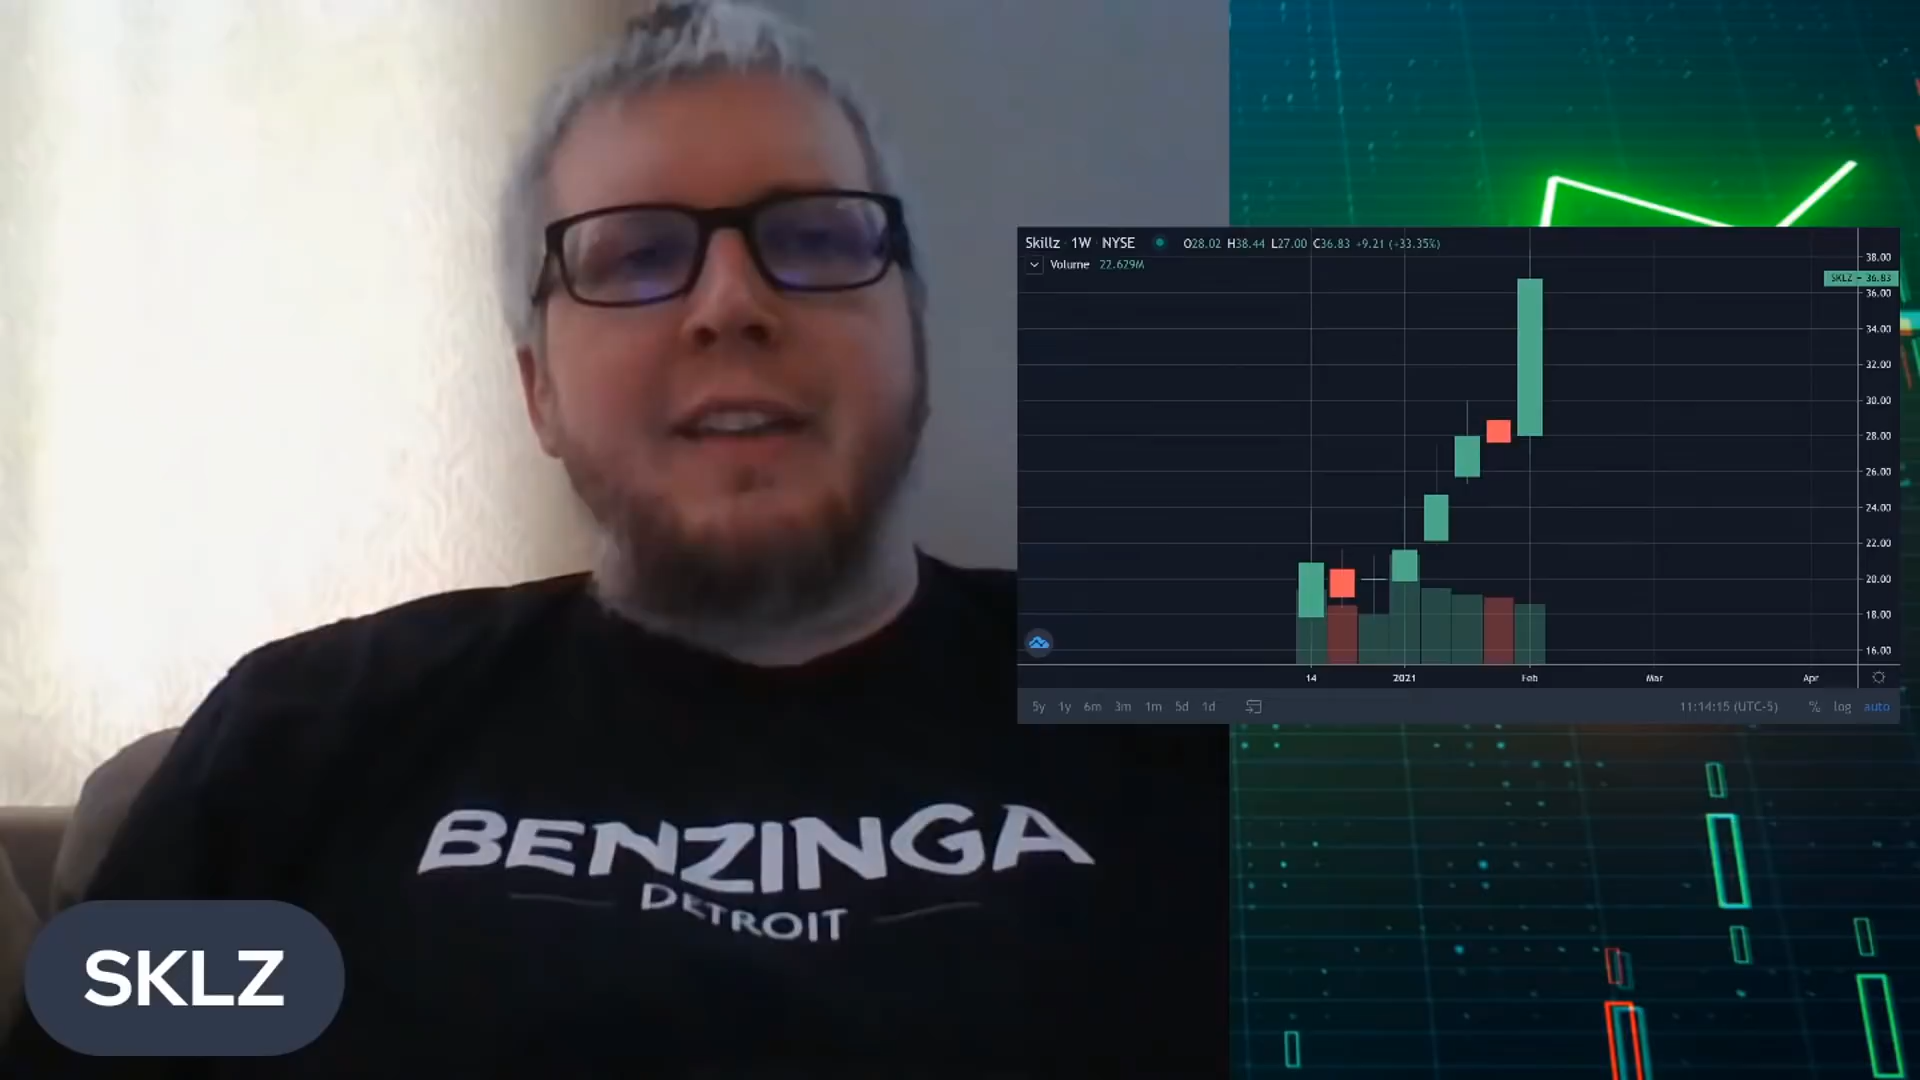 Skillz · 1W · NYSE O28.02 H38.44 L27.00 C36.83 +9.21 (+33.35%)
Volume 22.629M
38.00
SKLZ - 36.83
36.00
34.00
32.00
30.00
28.00
26.00
24.00
22.00
20.00
18.00
16.00
14 2021 Feb Mar Apr
5y 1y 6m 3m 1m 5d 1d 11:14:15 (UTC-5) % log auto
BENZINGA
DETROIT
SKLZ